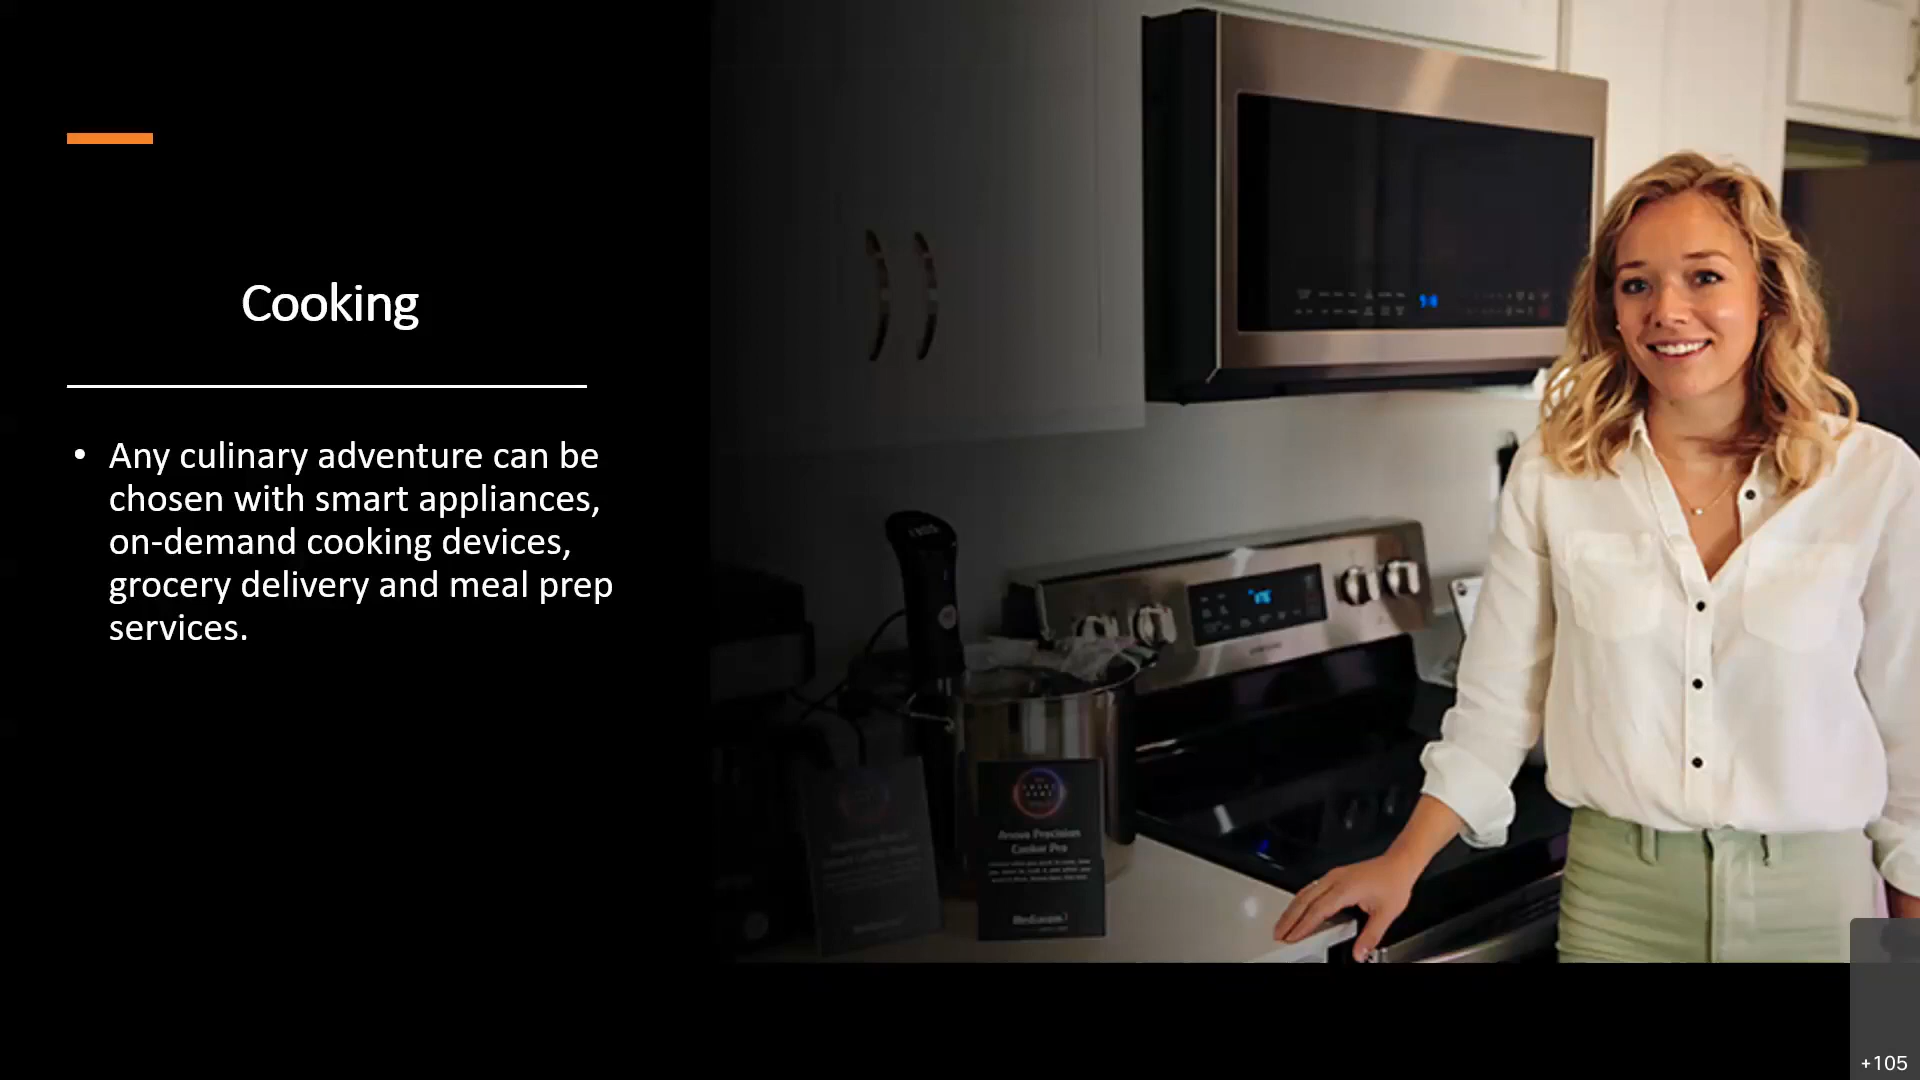 Cooking
• Any culinary adventure can be
chosen with smart appliances,
on-demand cooking devices,
grocery delivery and meal prep
services.
Anova Precision
Cooker Pro
+105